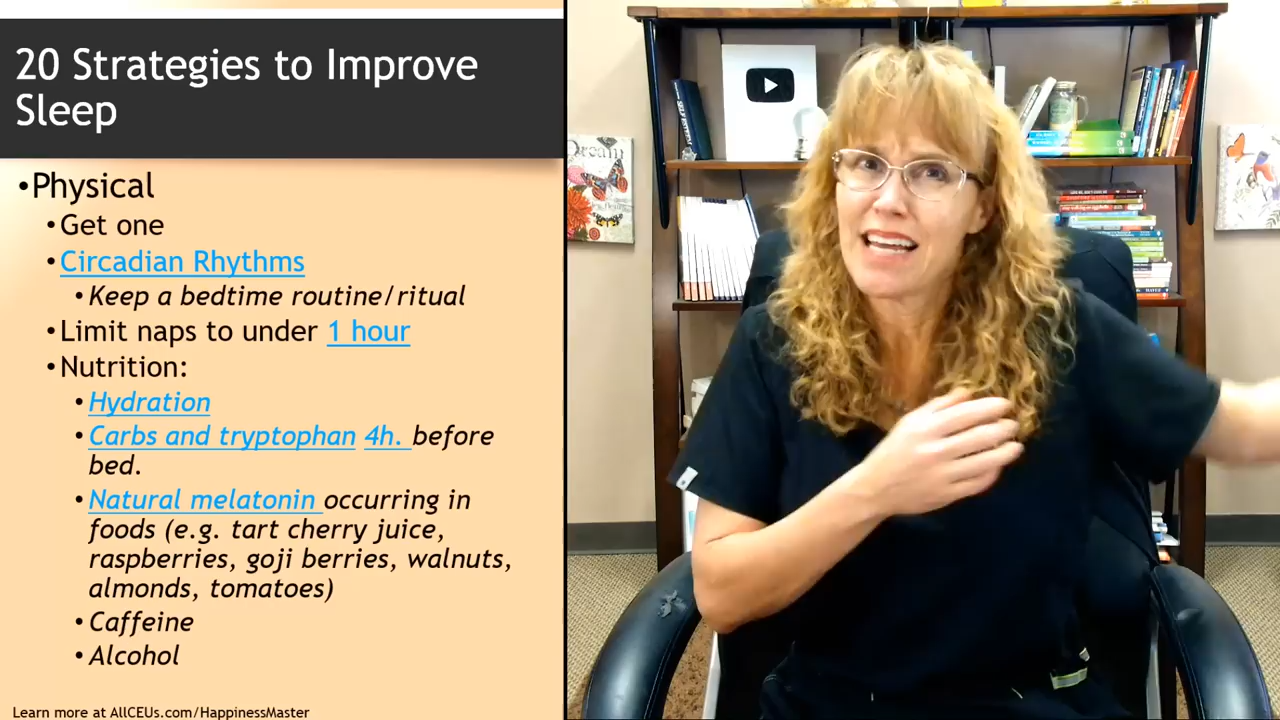 20 Strategies to Improve
Sleep
•Physical
•Get one
•Circadian Rhythms
•Keep a bedtime routine/ritual
•Limit naps to under 1 hour
•Nutrition:
•Hydration
•Carbs and tryptophan 4h. before
bed.
•Natural melatonin occurring in
foods (e.g. tart cherry juice,
raspberries, goji berries, walnuts,
almonds, tomatoes)
•Caffeine
•Alcohol
Learn more at AllCEUs.com/HappinessMaster
Dream